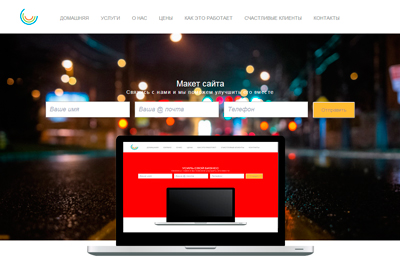 ДОМАШНЯЯ УСЛУГИ О НАС ЦЕНЫ КАК ЭТО РАБОТАЕТ СЧАСТЛИВЫЕ КЛИЕНТЫ КОНТАКТЫ
Макет сайта
Свяжись с нами и мы поможем улучшить это вместе
Ваше имя Ваша @ почта Телефон Отправить